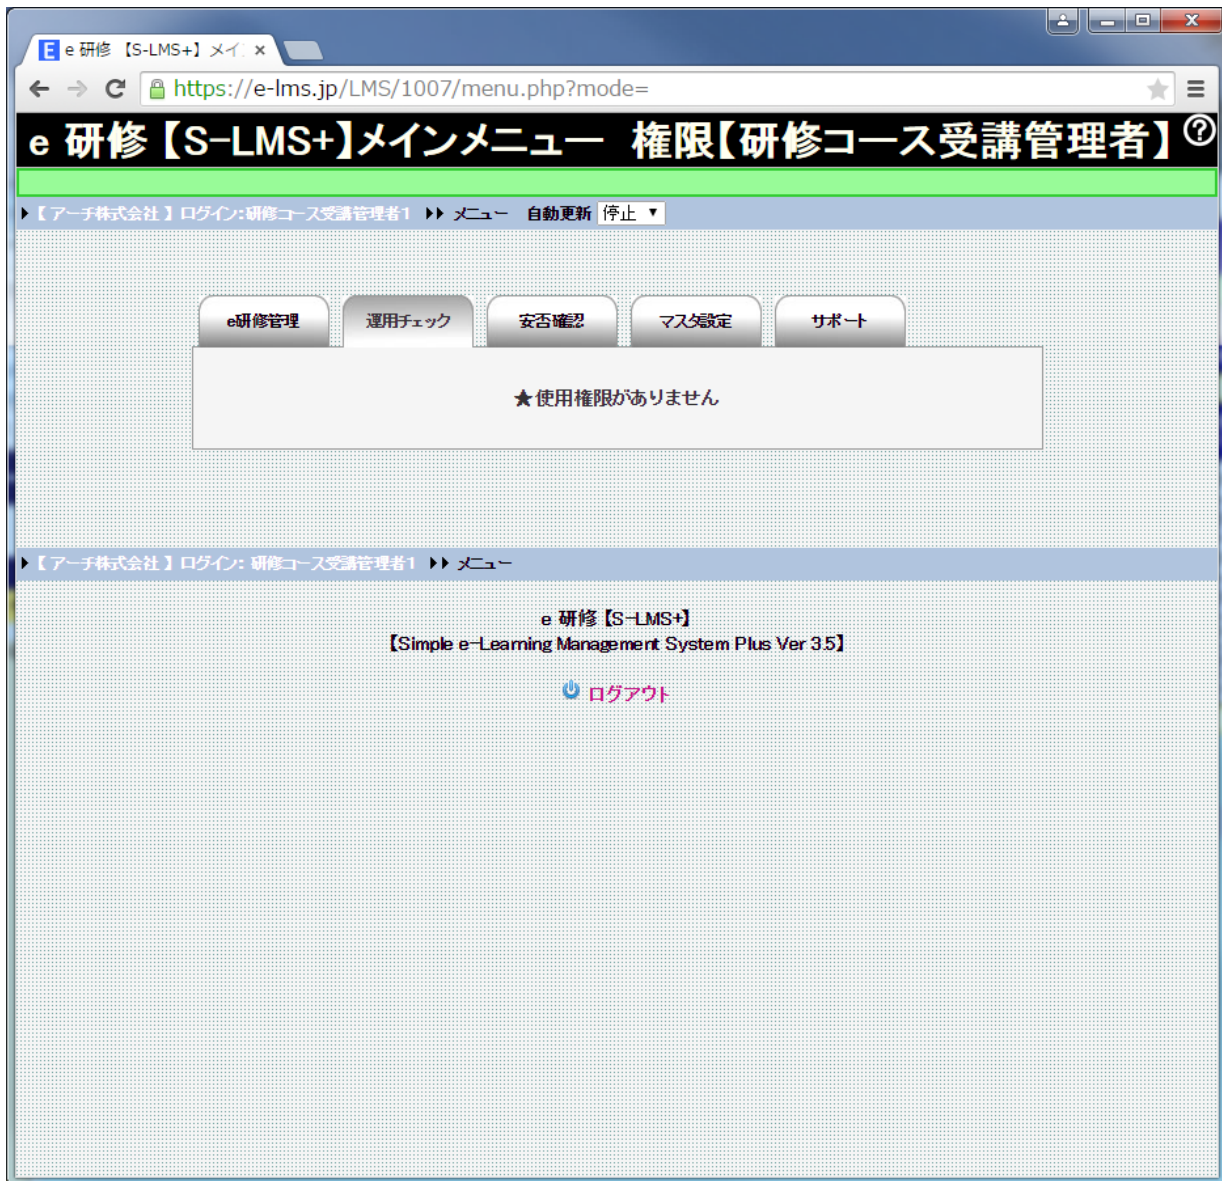 e 研修 【S-LMS+】 メイ
https://e-lms.jp/LMS/1007/menu.php?mode=
e 研修【S-LMS+】メインメニュー 権限【研修コース受講管理者】
【 アーチ株式会社 】ログイン:研修コース受講管理者1 メニュー 自動更新 停止
e研修管理 運用チェック 安否確認 マスタ設定 サポート
★使用権限がありません
【 アーチ株式会社 】ログイン: 研修コース受講管理者1 メニュー
e 研修【S-LMS+】
【Simple e-Learning Management System Plus Ver 3.5】
ログアウト